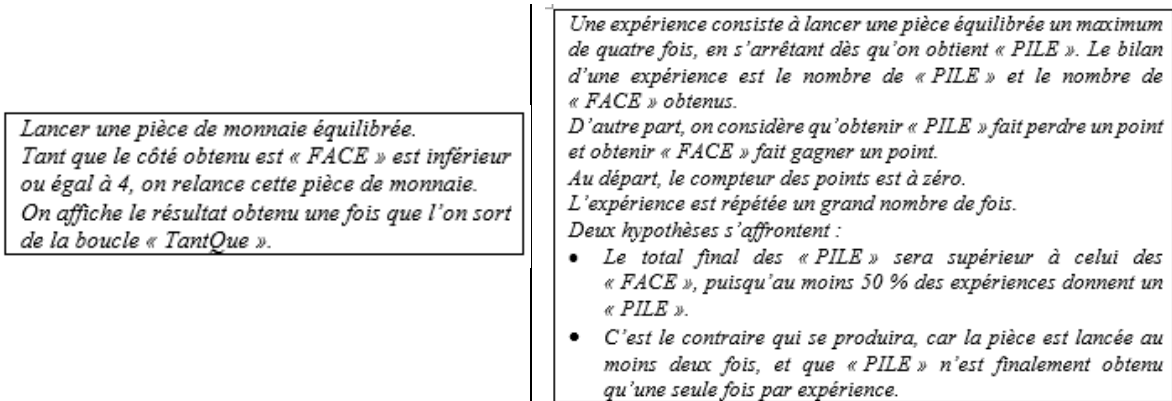 Lancer une pièce de monnaie équilibrée.
Tant que le côté obtenu est « FACE » est inférieur
ou égal à 4, on relance cette pièce de monnaie.
On affiche le résultat obtenu une fois que l'on sort
de la boucle « TantQue ».
Une expérience consiste à lancer une pièce équilibrée un maximum
de quatre fois, en s'arrêtant dès qu'on obtient « PILE ». Le bilan
d'une expérience est le nombre de « PILE » et le nombre de
« FACE » obtenus.
D'autre part, on considère qu'obtenir « PILE » fait perdre un point
et obtenir « FACE » fait gagner un point.
Au départ, le compteur des points est à zéro.
L'expérience est répétée un grand nombre de fois.
Deux hypothèses s'affrontent :
• Le total final des « PILE » sera supérieur à celui des
« FACE », puisqu'au moins 50 % des expériences donnent un
« PILE ».
• C'est le contraire qui se produira, car la pièce est lancée au
moins deux fois, et que « PILE » n'est finalement obtenu
qu'une seule fois par expérience.